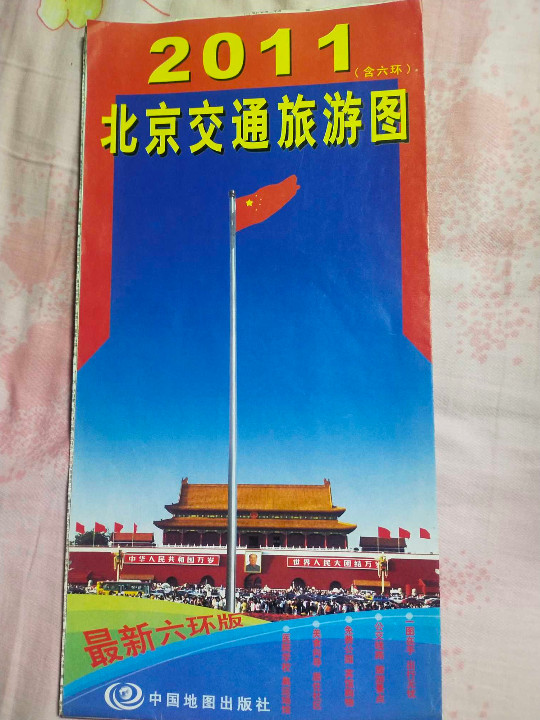 2011
(含六环)
北京交通旅游图
中华人民共和国万岁
世界人民大团结万岁
最新六环版
中国地图出版社